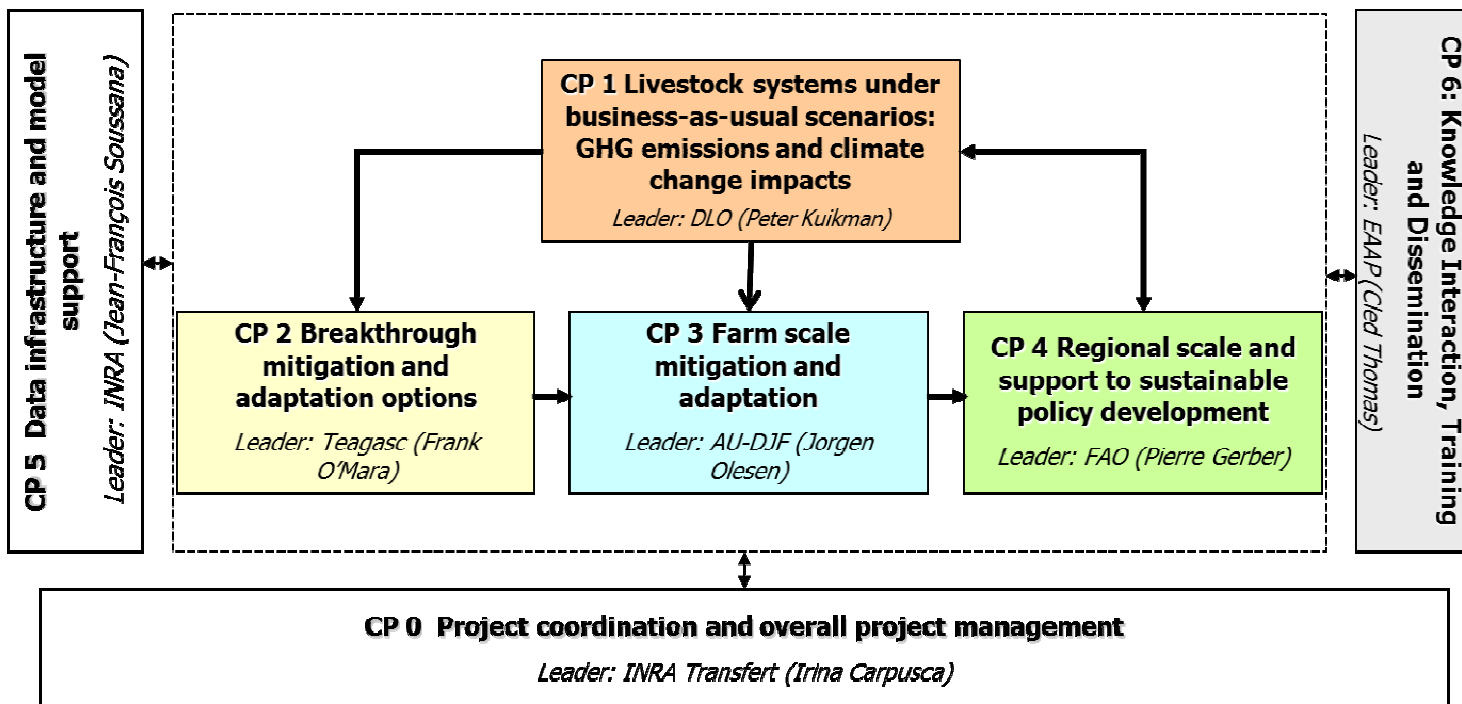 CP 5 Data infrastructure and model
support
Leader: INRA (Jean-François Soussana)
CP 1 Livestock systems under
business-as-usual scenarios:
GHG emissions and climate
change impacts
Leader: DLO (Peter Kuikman)
CP 2 Breakthrough
mitigation and
adaptation options
Leader: Teagasc (Frank
O'Mara)
CP 3 Farm scale
mitigation and
adaptation
Leader: AU-DJF (Jorgen
Olesen)
CP 4 Regional scale and
support to sustainable
policy development
Leader: FAO (Pierre Gerber)
CP 6: Knowledge Interaction, Training
and Dissemination
Leader: EAAP (Cled Thomas)
CP 0 Project coordination and overall project management
Leader: INRA Transfert (Irina Carpusca)